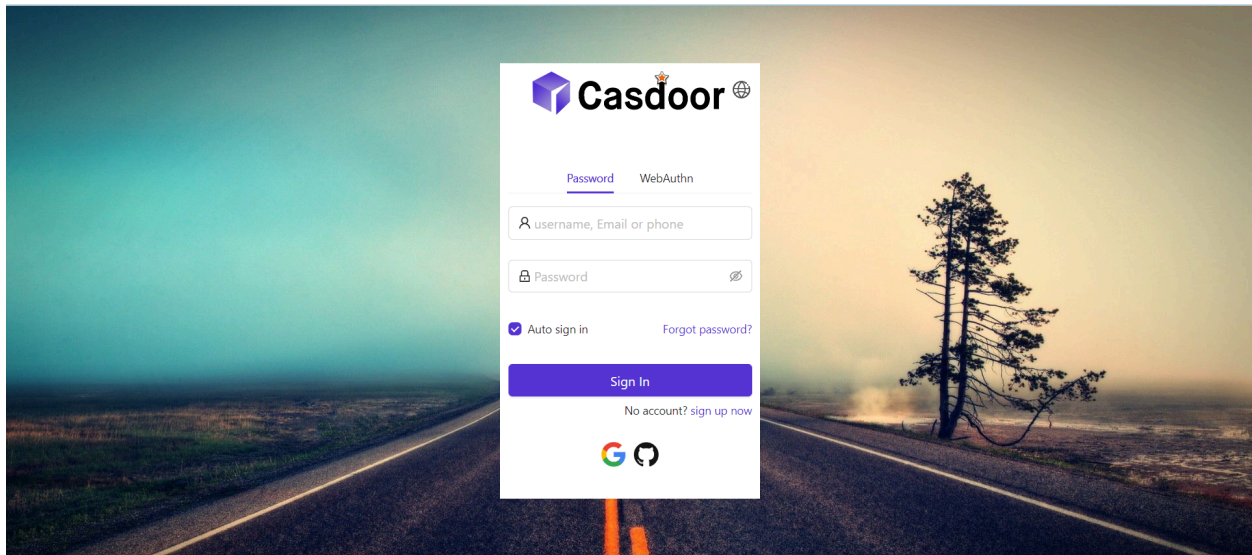 Casdoor
Password WebAuthn
username, Email or phone
Password
Auto sign in Forgot password?
Sign In
No account? sign up now